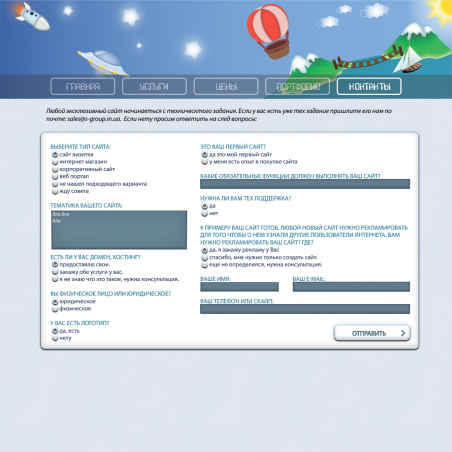 ГЛАВНАЯ
УСЛУГИ
ЦЕНЫ
ПОРТФОЛИО
КОНТАКТЫ
Любой эксклюзивный сайт начинается с технического задания. Если у вас есть уже тех задание пришлите его нам по
почте: sales@s-group.in.ua. Если нету просим ответить на след вопросы:
ВЫБЕРИТЕ ТИП САЙТА:
сайт визитка
интернет магазин
корпоративный сайт
веб портал
не нашел подходящего варианта
жду совета
ТЕМАТИКА ВАШЕГО САЙТА:
бла бла
бла
ЕСТЬ ЛИ У ВАС ДОМЕН, ХОСТИНГ?
предоставлю свои.
закажу обе услуги у вас.
я не знаю что это такое, нужна консультация.
ВЫ ФИЗИЧЕСКОЕ ЛИЦО ИЛИ ЮРИДИЧЕСКОЕ?
юридическое
физическое
У ВАС ЕСТЬ ЛОГОТИП?
да, есть
нету
ЭТО ВАШ ПЕРВЫЙ САЙТ?
да это мой первый сайт
у меня есть опыт в покупке сайта
КАКИЕ ОБЯЗАТЕЛЬНЫЕ ФУНКЦИИ ДОЛЖЕН ВЫПОЛНЯТЬ ВАШ САЙТ?
НУЖНА ЛИ ВАМ ТЕХ ПОДДЕРЖКА?
да
нет
К ПРИМЕРУ ВАШ САЙТ ГОТОВ, ЛЮБОЙ НОВЫЙ САЙТ НУЖНО РЕКЛАМИРОВАТЬ
ДЛЯ ТОГО ЧТОБЫ О НЕМ УЗНАЛИ ДРУГИЕ ПОЛЬЗОВАТЕЛИ ИНТЕРНЕТА. ВАМ
НУЖНО РЕКЛАМИРОВАТЬ ВАШ САЙТ? ГДЕ?
да, я закажу рекламу у Вас
спасибо, мне нужно только создать сайт.
еще не определился, нужна консультация.
ВАШЕ ИМЯ:
ВАШ E-MAIL:
ВАШ ТЕЛЕФОН ИЛИ СКАЙП:
ОТПРАВИТЬ